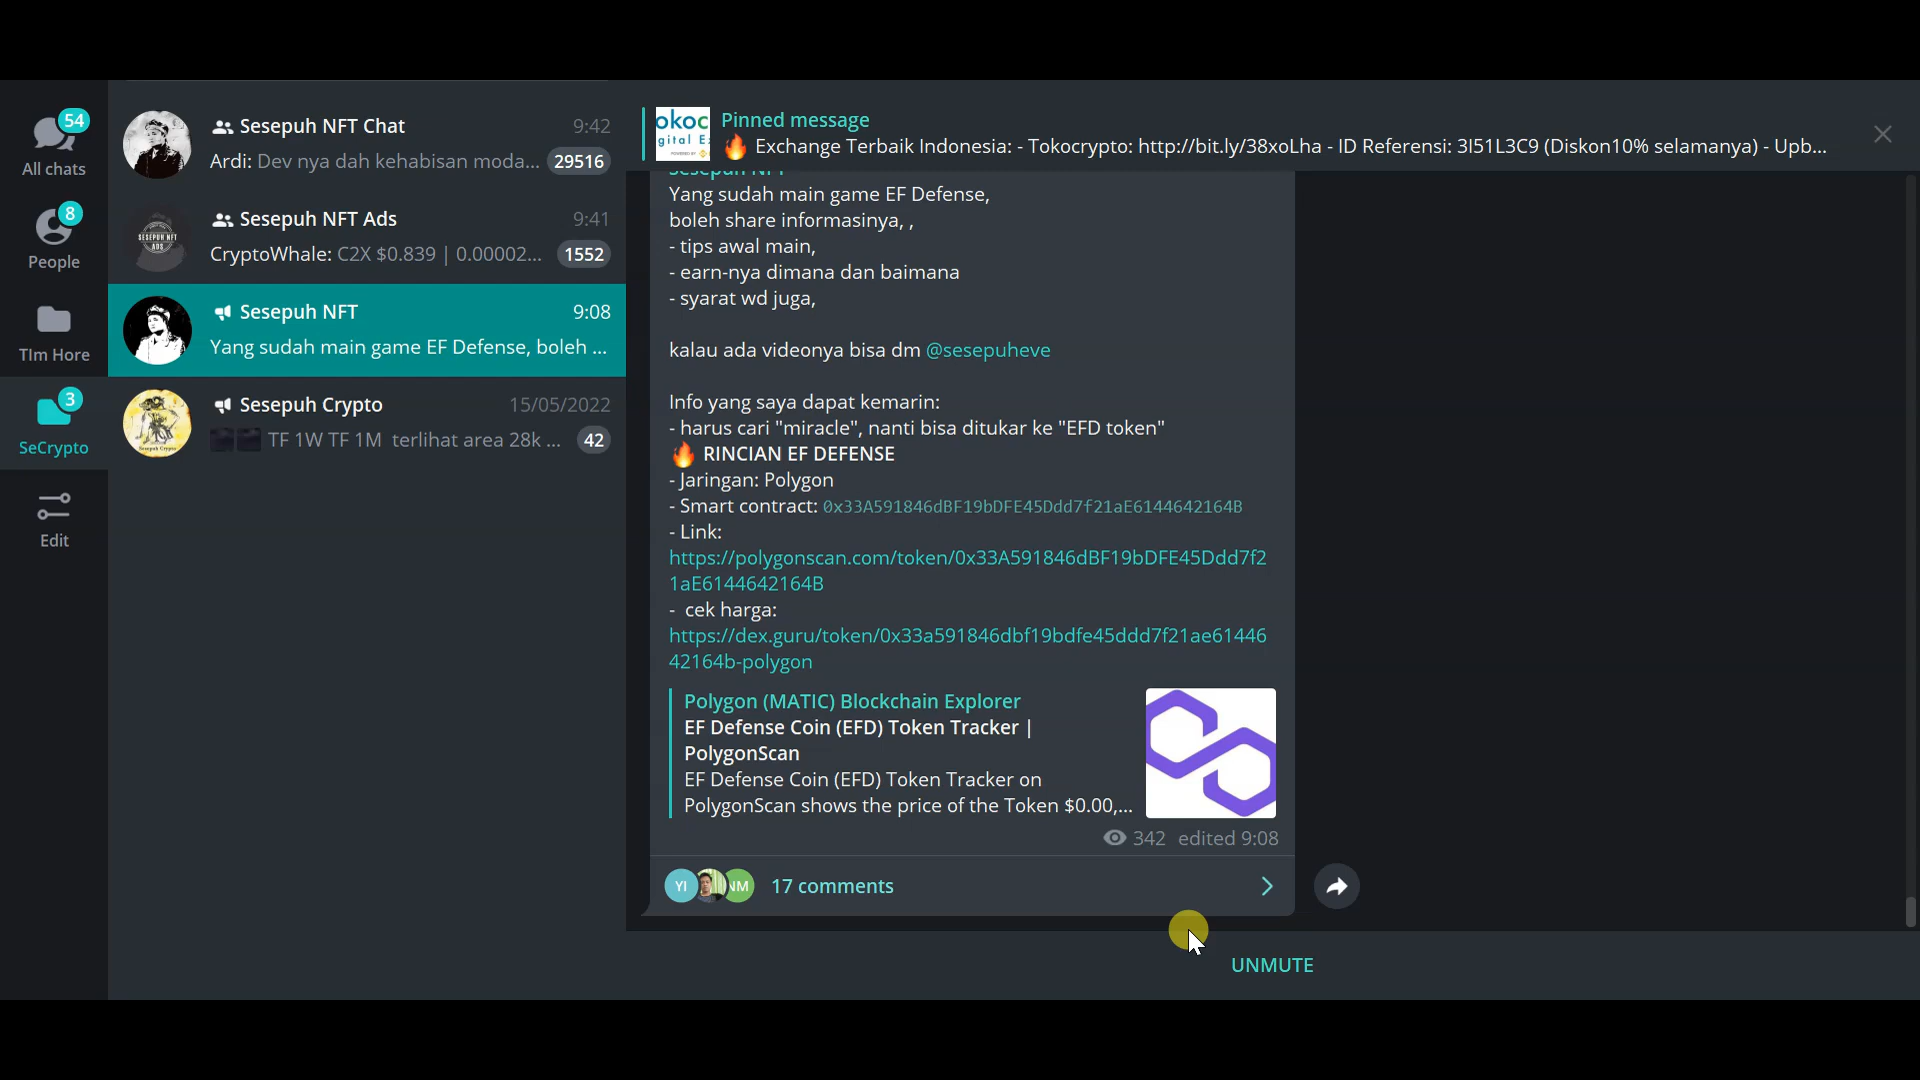 54
All chats
8
People
TIm Hore
3
SeCrypto
Edit
Sesepuh NFT Chat 9:42
Ardi: Dev nya dah kehabisan moda... 29516
Sesepuh NFT Ads 9:41
CryptoWhale: C2X $0.839 | 0.00002... 1552
Sesepuh NFT 9:08
Yang sudah main game EF Defense, boleh ...
Sesepuh Crypto 15/05/2022
TF 1W TF 1M terlihat area 28k ... 42
SESEPUH NFT
ADS
Sesepuh Crypto
okoc
gital E
Pinned message
🔥 Exchange Terbaik Indonesia: - Tokocrypto: http://bit.ly/38xoLha - ID Referensi: 3I51L3C9 (Diskon10% selamanya) - Upb...
Sesepuh NFT
Yang sudah main game EF Defense,
boleh share informasinya, ,
- tips awal main,
- earn-nya dimana dan baimana
- syarat wd juga,
kalau ada videonya bisa dm @sesepuheve
Info yang saya dapat kemarin:
- harus cari "miracle", nanti bisa ditukar ke "EFD token"
🔥 RINCIAN EF DEFENSE
- Jaringan: Polygon
- Smart contract: 0x33A591846dBF19bDFE45Ddd7f21aE6144642164B
- Link:
https://polygonscan.com/token/0x33A591846dBF19bDFE45Ddd7f2
1aE6144642164B
- cek harga:
https://dex.guru/token/0x33a591846dbf19bdfe45ddd7f21ae61446
42164b-polygon
Polygon (MATIC) Blockchain Explorer
EF Defense Coin (EFD) Token Tracker |
PolygonScan
EF Defense Coin (EFD) Token Tracker on
PolygonScan shows the price of the Token $0.00,...
342 edited 9:08
YI NM 17 comments
UNMUTE